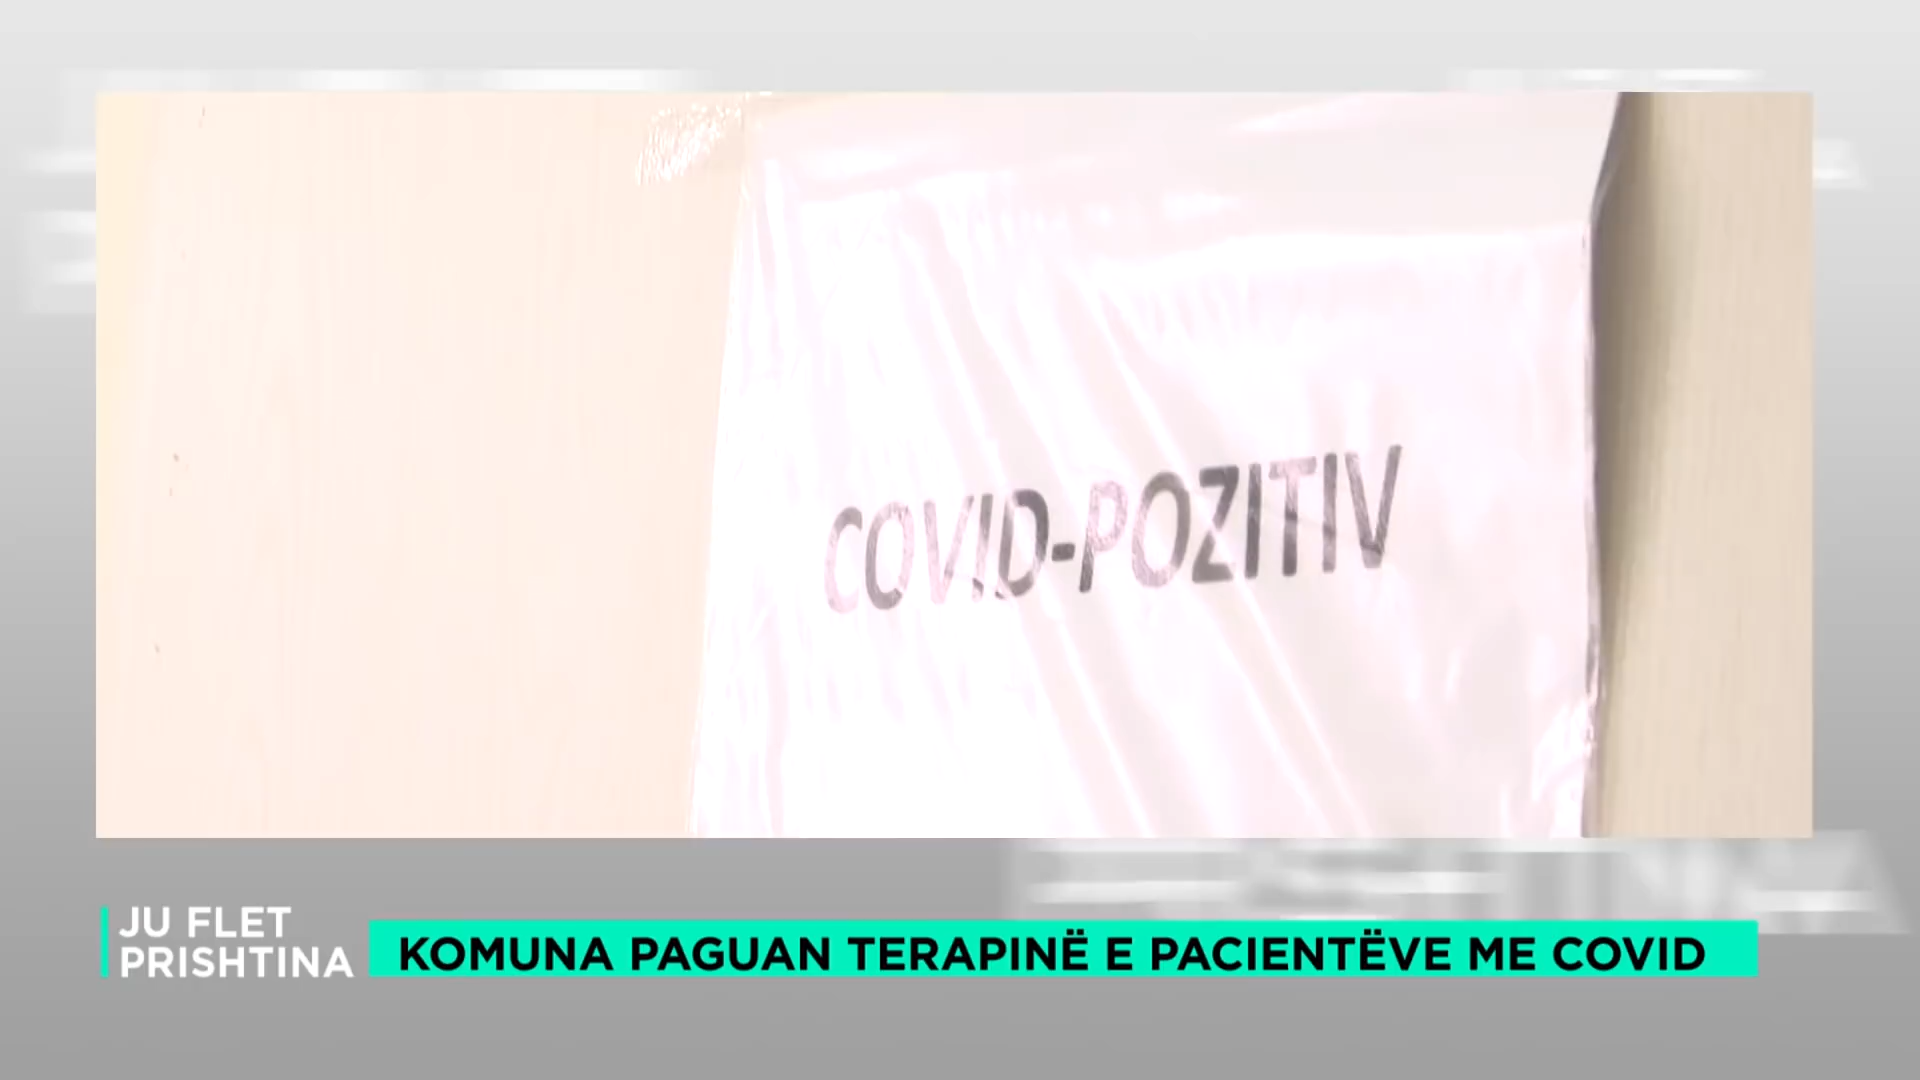 COVID-POZITIV
JU FLET
PRISHTINA
KOMUNA PAGUAN TERAPINË E PACIENTËVE ME COVID